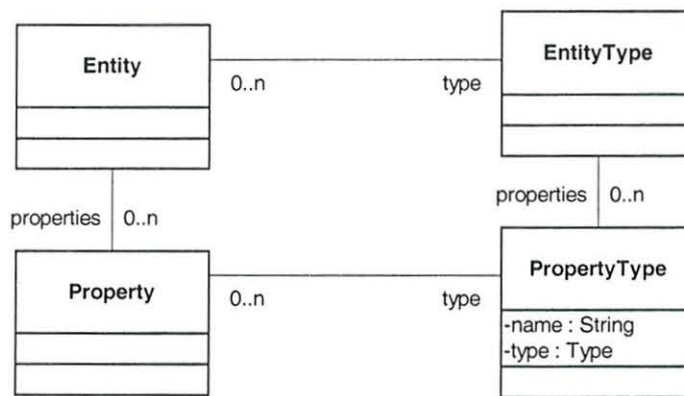 Entity
EntityType
0..n
type
properties
0..n
properties
0..n
Property
PropertyType
0..n
type
-name : String
-type : Type